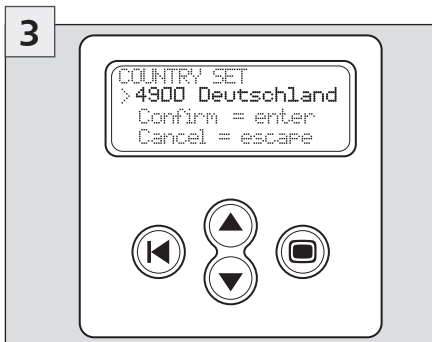 3
COUNTRY SET
>4900 Deutschland
Confirm = enter
Cancel = escape